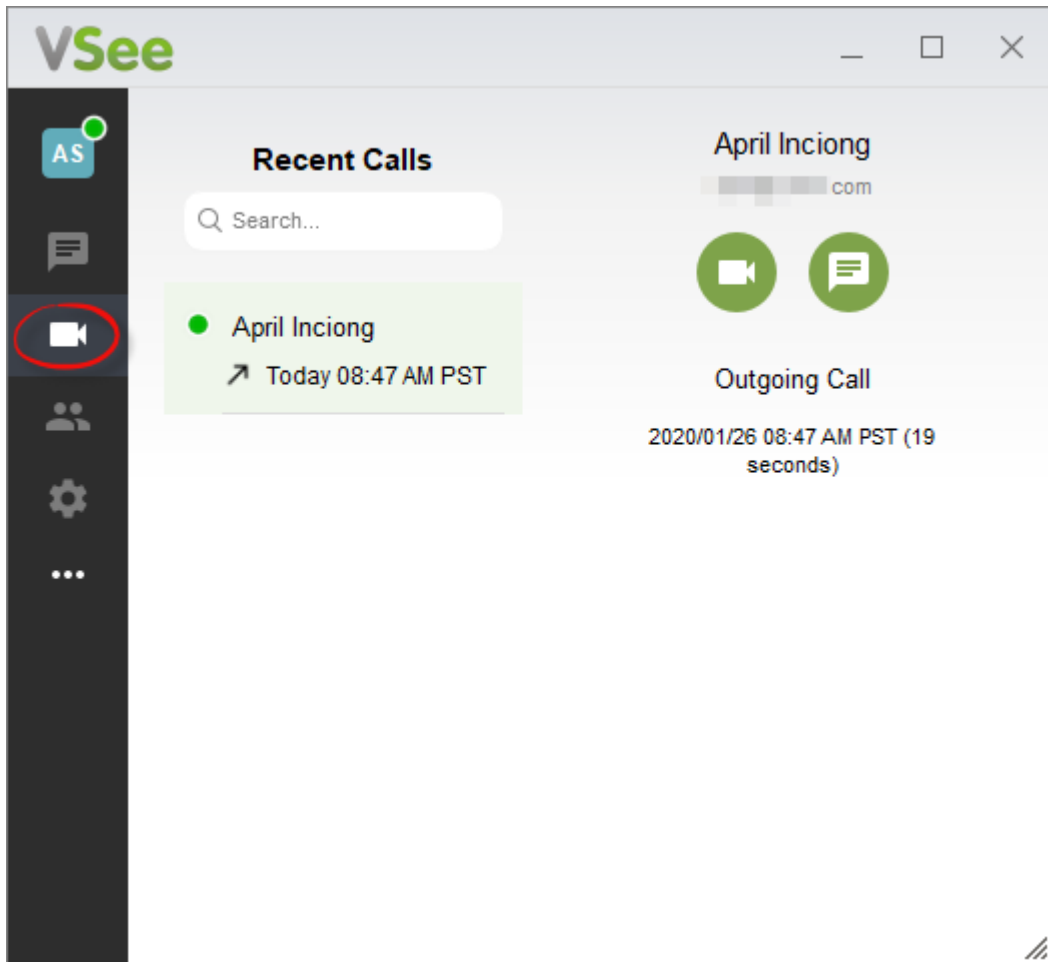 VSee
AS
Recent Calls
Search...
April Inciong
Today 08:47 AM PST
April Inciong
com
Outgoing Call
2020/01/26 08:47 AM PST (19
seconds)